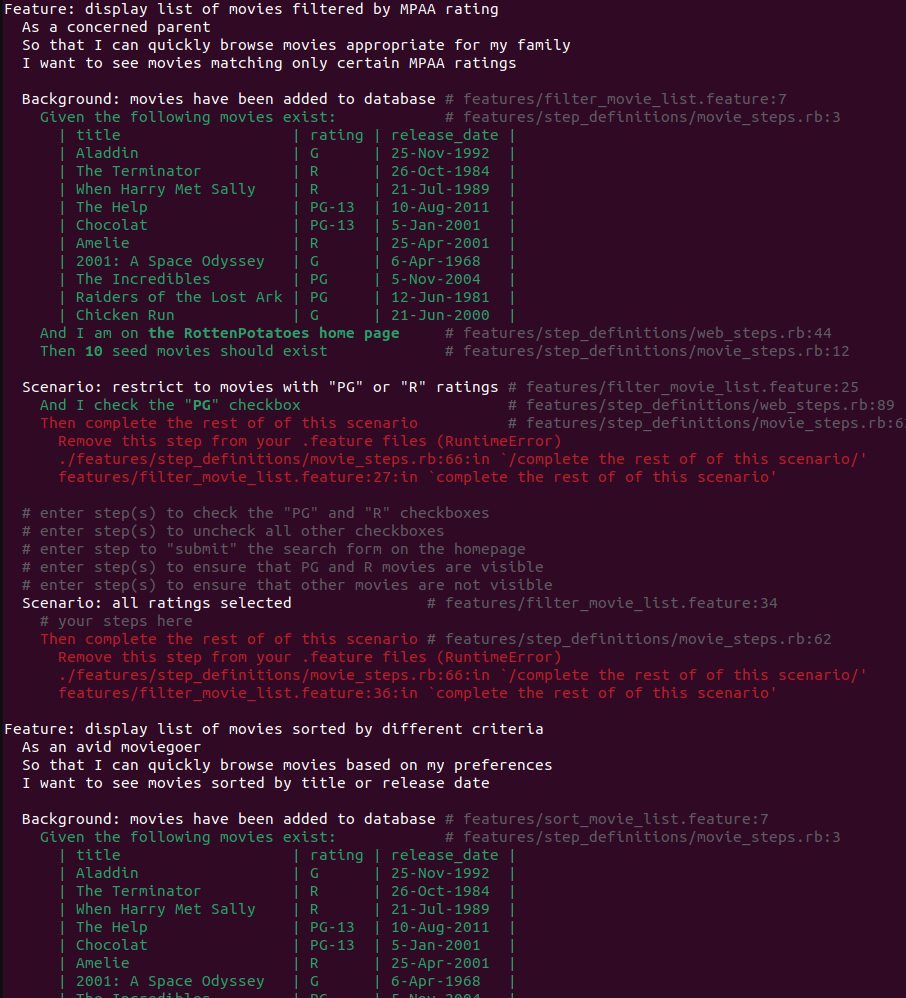 Feature: display list of movies filtered by MPAA rating
  As a concerned parent
  So that I can quickly browse movies appropriate for my family
  I want to see movies matching only certain MPAA ratings

  Background: movies have been added to database # features/filter_movie_list.feature:7
    Given the following movies exist:            # features/step_definitions/movie_steps.rb:3
      | title                   | rating | release_date |
      | Aladdin                 | G      | 25-Nov-1992  |
      | The Terminator          | R      | 26-Oct-1984  |
      | When Harry Met Sally    | R      | 21-Jul-1989  |
      | The Help                | PG-13  | 10-Aug-2011  |
      | Chocolat                | PG-13  | 5-Jan-2001   |
      | Amelie                  | R      | 25-Apr-2001  |
      | 2001: A Space Odyssey   | G      | 6-Apr-1968   |
      | The Incredibles         | PG     | 5-Nov-2004   |
      | Raiders of the Lost Ark | PG     | 12-Jun-1981  |
      | Chicken Run             | G      | 21-Jun-2000  |
    And I am on the RottenPotatoes home page     # features/step_definitions/web_steps.rb:44
    Then 10 seed movies should exist             # features/step_definitions/movie_steps.rb:12

  Scenario: restrict to movies with "PG" or "R" ratings # features/filter_movie_list.feature:25
    And I check the "PG" checkbox                       # features/step_definitions/web_steps.rb:89
    Then complete the rest of of this scenario          # features/step_definitions/movie_steps.rb:6
      Remove this step from your .feature files (RuntimeError)
      ./features/step_definitions/movie_steps.rb:66:in `/complete the rest of of this scenario/'
      features/filter_movie_list.feature:27:in `complete the rest of of this scenario'

  # enter step(s) to check the "PG" and "R" checkboxes
  # enter step(s) to uncheck all other checkboxes
  # enter step to "submit" the search form on the homepage
  # enter step(s) to ensure that PG and R movies are visible
  # enter step(s) to ensure that other movies are not visible
  Scenario: all ratings selected               # features/filter_movie_list.feature:34
    # your steps here
    Then complete the rest of of this scenario # features/step_definitions/movie_steps.rb:62
      Remove this step from your .feature files (RuntimeError)
      ./features/step_definitions/movie_steps.rb:66:in `/complete the rest of of this scenario/'
      features/filter_movie_list.feature:36:in `complete the rest of of this scenario'

Feature: display list of movies sorted by different criteria
  As an avid moviegoer
  So that I can quickly browse movies based on my preferences
  I want to see movies sorted by title or release date

  Background: movies have been added to database # features/sort_movie_list.feature:7
    Given the following movies exist:            # features/step_definitions/movie_steps.rb:3
      | title                   | rating | release_date |
      | Aladdin                 | G      | 25-Nov-1992  |
      | The Terminator          | R      | 26-Oct-1984  |
      | When Harry Met Sally    | R      | 21-Jul-1989  |
      | The Help                | PG-13  | 10-Aug-2011  |
      | Chocolat                | PG-13  | 5-Jan-2001   |
      | Amelie                  | R      | 25-Apr-2001  |
      | 2001: A Space Odyssey   | G      | 6-Apr-1968   |
      | The Incredibles         | PG     | 5-Nov-2004   |